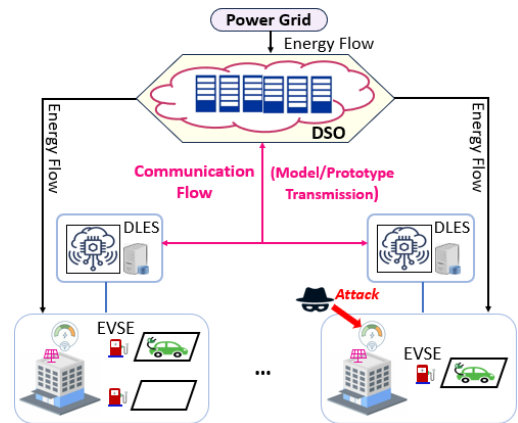 Power Grid
Energy Flow
DSO
Energy Flow
Energy Flow
Communication
Flow
(Model/Prototype
Transmission)
DLES
DLES
Attack
EVSE
...
EVSE